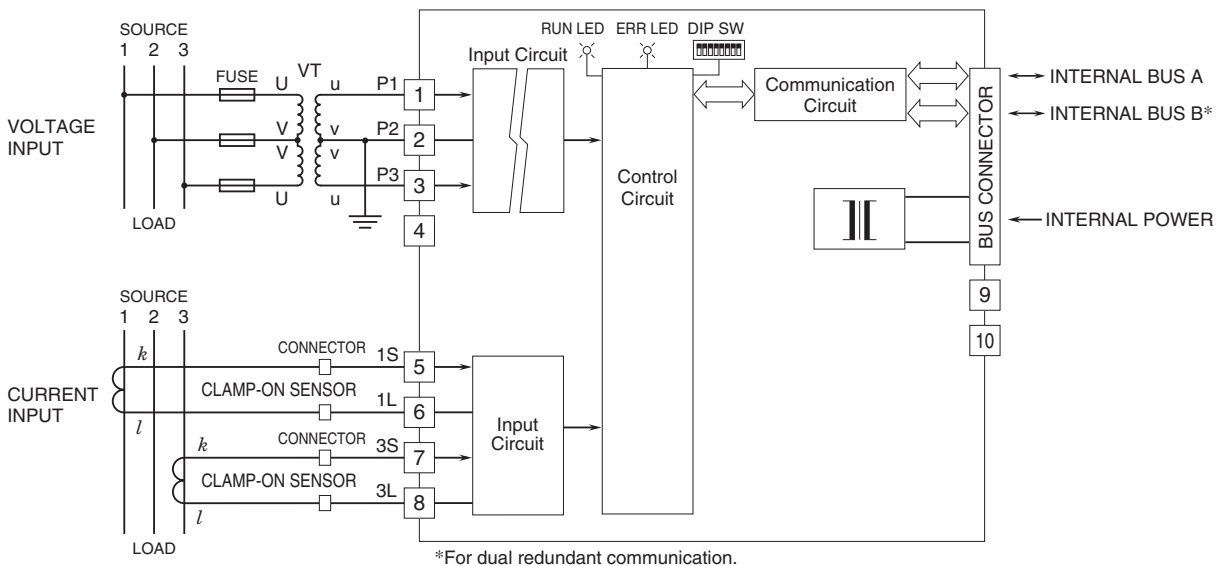 SOURCE
1 2 3
FUSE
U
VT
u
P1
1
V
v
P2
2
V
v
P3
3
U
u
4
VOLTAGE
INPUT
LOAD
Input Circuit
RUN LED
ERR LED
DIP SW
Control
Circuit
Communication
Circuit
BUS CONNECTOR
INTERNAL BUS A
INTERNAL BUS B*
INTERNAL POWER
9
10
SOURCE
1 2 3
k
CONNECTOR
1S
5
CURRENT
INPUT
CLAMP-ON SENSOR
1L
6
l
k
CONNECTOR
3S
7
CLAMP-ON SENSOR
3L
8
l
LOAD
Input
Circuit
*For dual redundant communication.